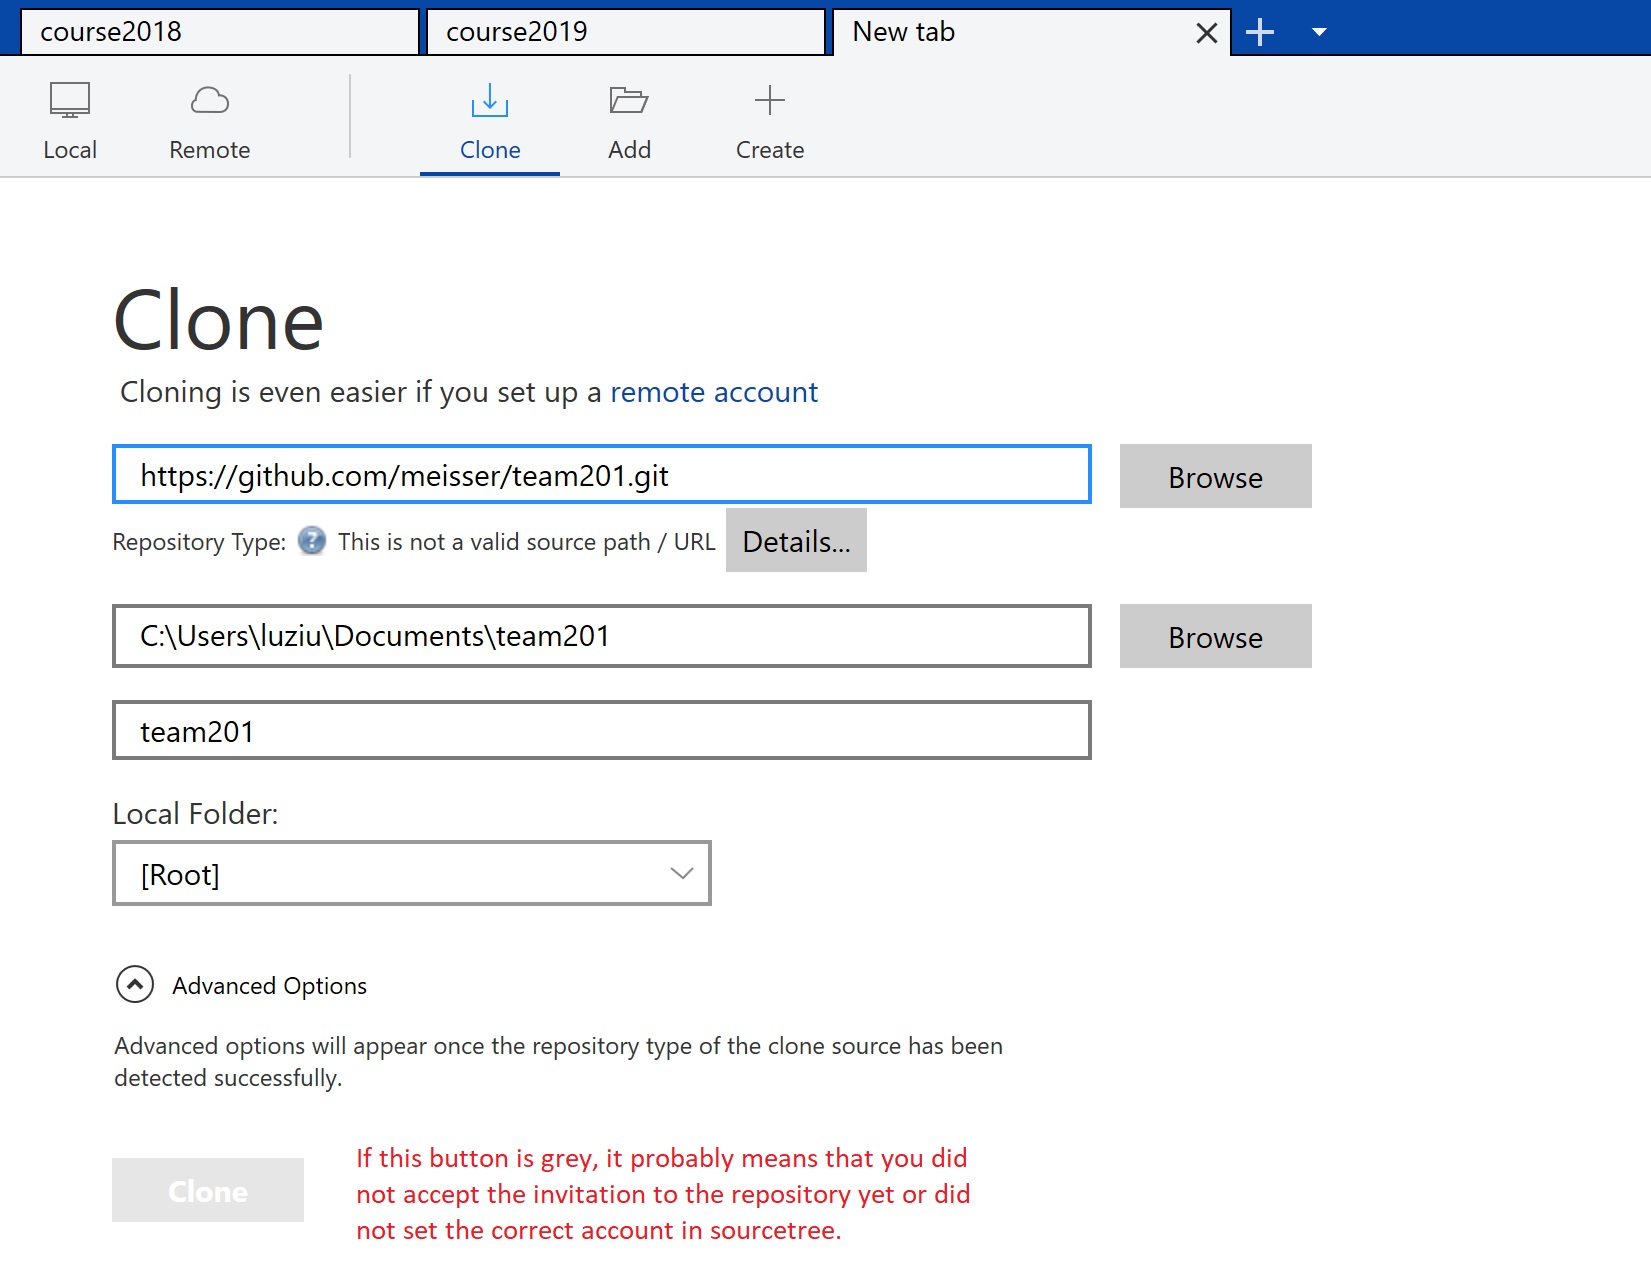 course2018
course2019
New tab
Local
Remote
Clone
Add
Create
Clone
Cloning is even easier if you set up a remote account
https://github.com/meisser/team201.git
Browse
Repository Type: ? This is not a valid source path / URL
Details...
C:\Users\luziu\Documents\team201
Browse
team201
Local Folder:
[Root]
Advanced Options
Advanced options will appear once the repository type of the clone source has been
detected successfully.
Clone
If this button is grey, it probably means that you did
not accept the invitation to the repository yet or did
not set the correct account in sourcetree.